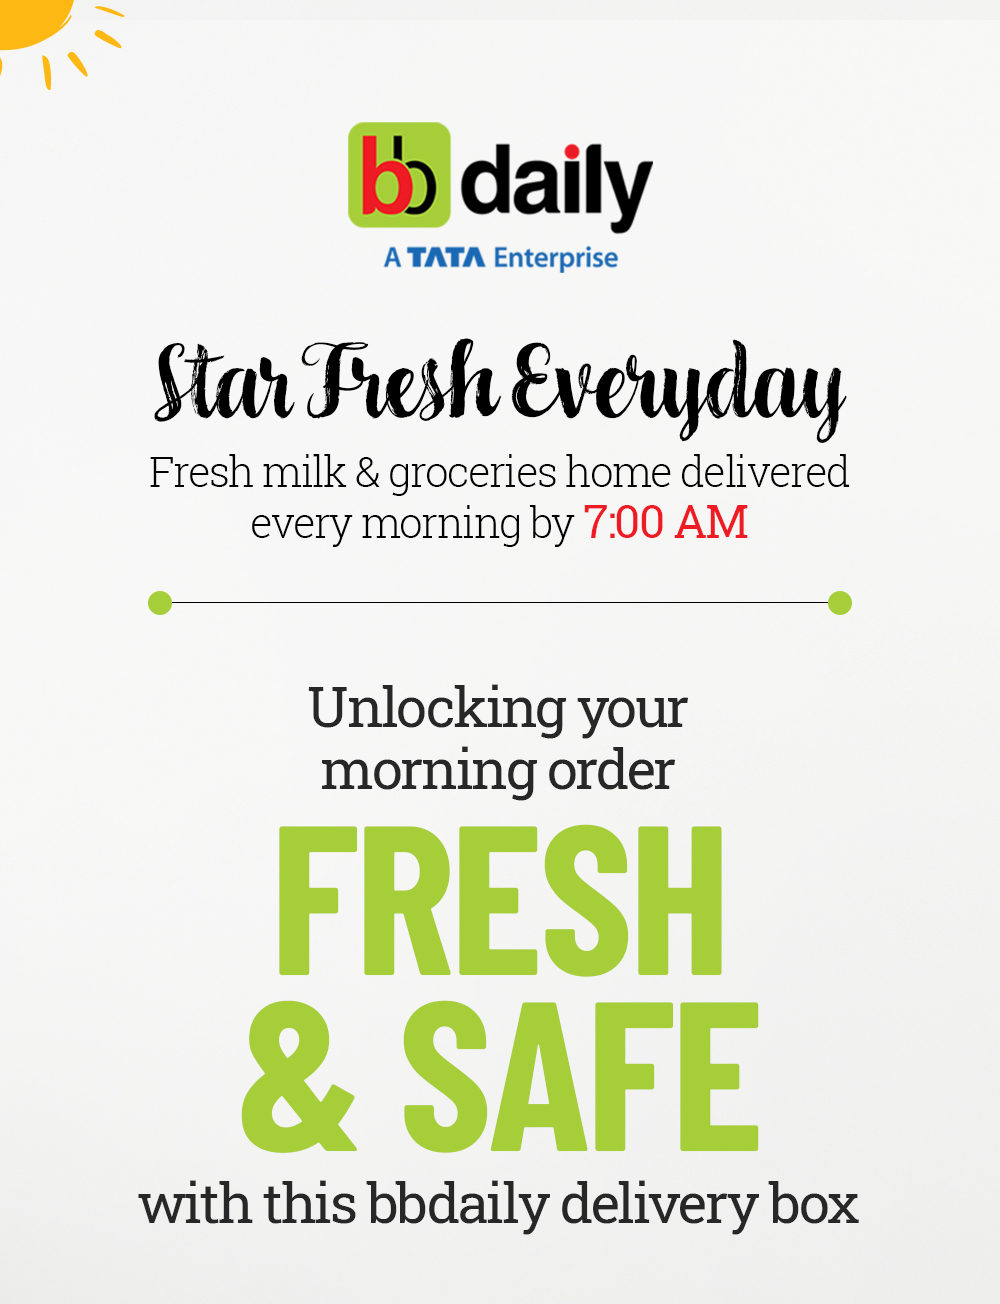 bb daily
A TATA Enterprise
Star Fresh Everyday
Fresh milk & groceries home delivered
every morning by 7:00 AM
Unlocking your
morning order
FRESH
& SAFE
with this bbdaily delivery box